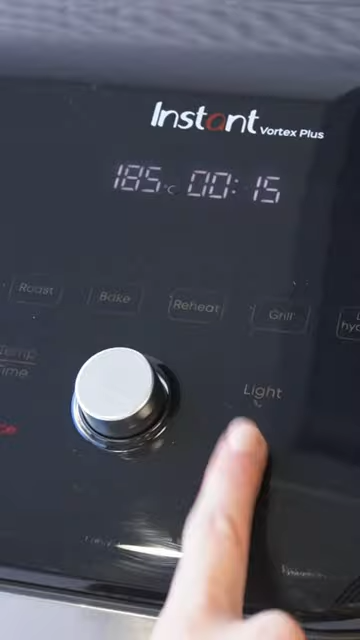 Instant Vortex Plus
185°C 00:15
Roast Bake Reheat Grill
Temp
Time
Light